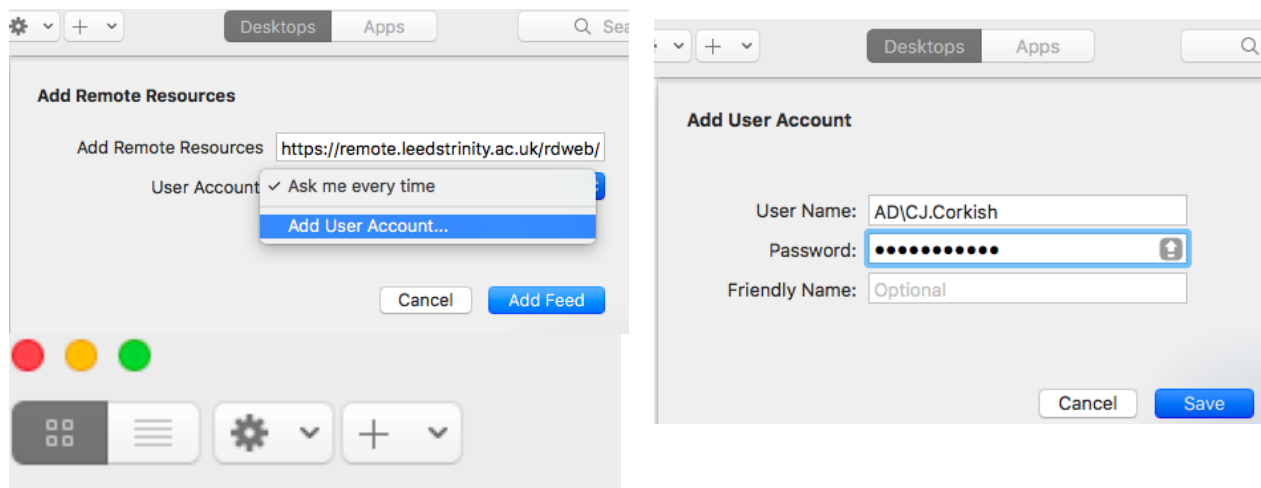 Desktops Apps Sea
Add Remote Resources
Add Remote Resources https://remote.leedstrinity.ac.uk/rdweb/
User Account ✓ Ask me every time
Add User Account...
Cancel Add Feed
Desktops Apps
Add User Account
User Name: AD\CJ.Corkish
Password: •••••••••••
Friendly Name: Optional
Cancel Save